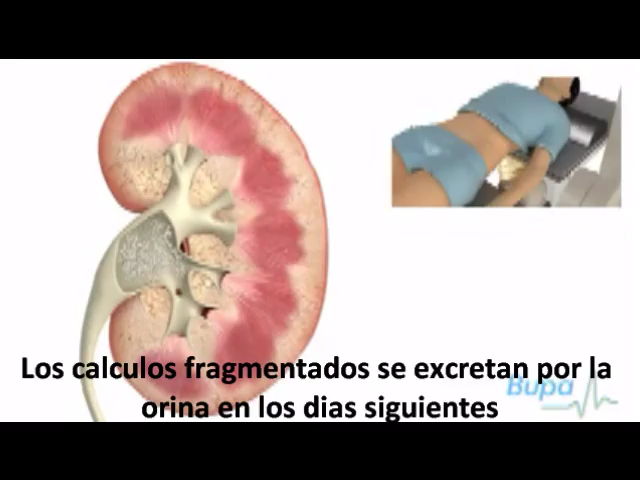 Los calculos fragmentados se excretan por la
orina en los dias siguientes
Bupa